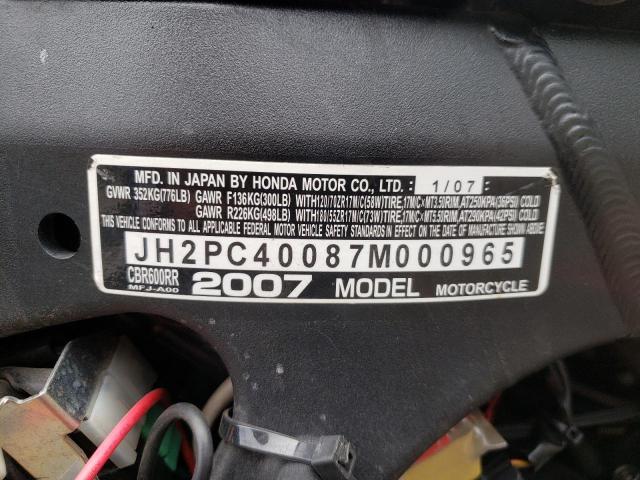 MFD. IN JAPAN BY HONDA MOTOR CO., LTD.: 1/07:
GVWR 352KG(776LB) GAWR F136KG(300LB) WITH120/70ZR17M/C(58W)TIRE,17M/C×MT3.50RIM,AT250KPA(36PSI) COLD
GAWR R226KG(498LB) WITH180/55ZR17M/C(73W)TIRE,17M/C×MT5.50RIM,AT290KPA(42PSI) COLD
THIS VEHICLE CONFORMS TO ALL APPLICABLE FEDERAL MOTOR VEHICLE SAFETY STANDARDS IN EFFECT ON THE DATE OF MANUFACTURE SHOWN ABOVE.
JH2PC40087M000965
CBR600RR 2007 MODEL MOTORCYCLE
MFJ-A00